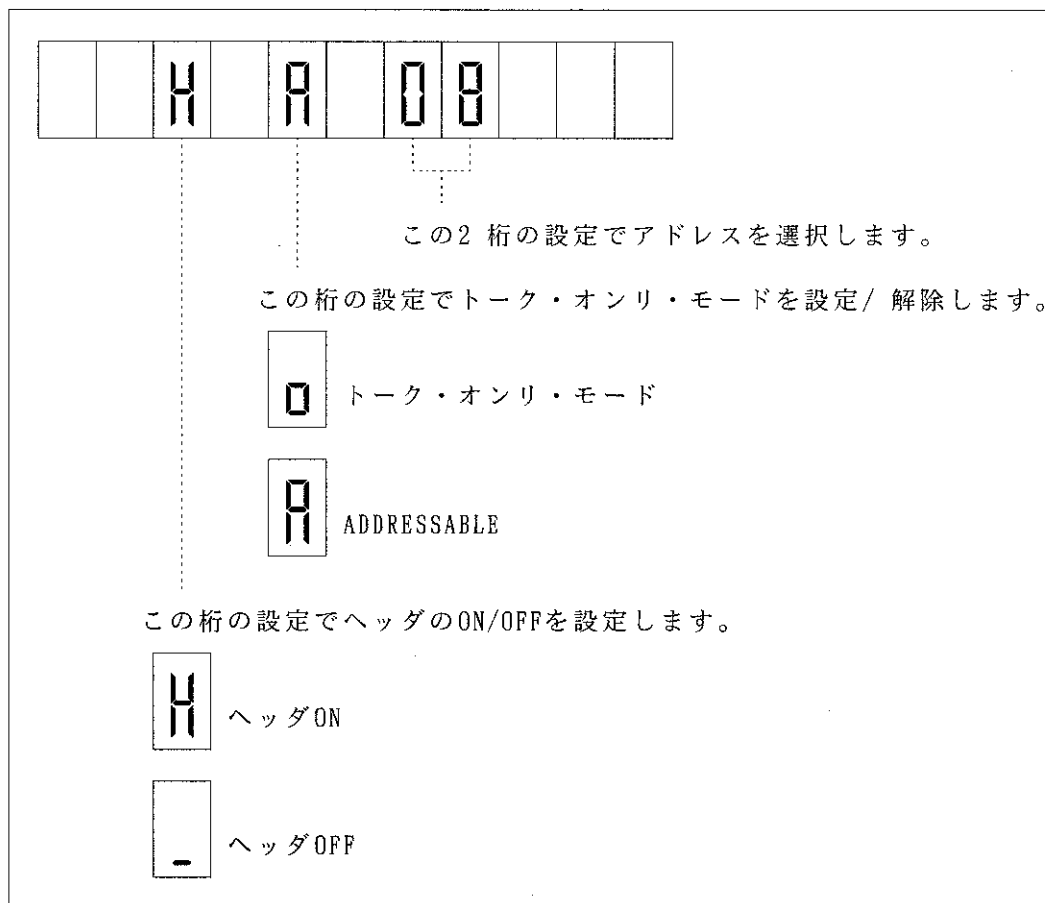 H A 08
この2 桁の設定でアドレスを選択します。
この桁の設定でトーク・オンリ・モードを設定/ 解除します。
o トーク・オンリ・モード
A ADDRESSABLE
この桁の設定でヘッダのON/OFFを設定します。
H ヘッダON
_ ヘッダOFF